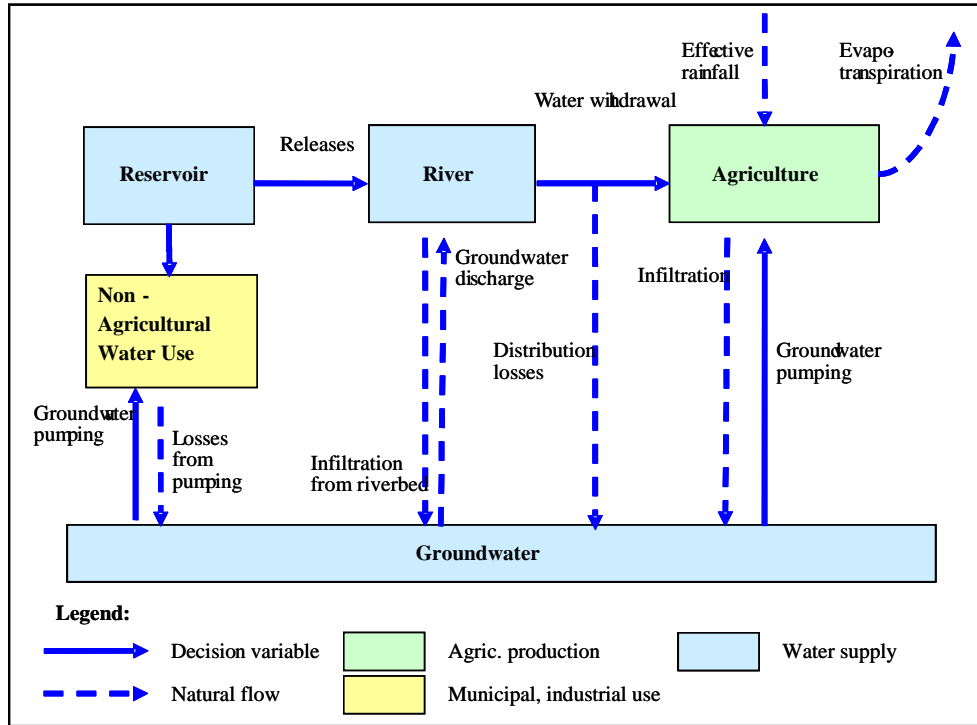 Effective
rainfall
Evapo-
transpiration
Water withdrawal
Releases
Reservoir
River
Agriculture
Groundwater
discharge
Infiltration
Non -
Agricultural
Water Use
Distribution
losses
Groundwater
pumping
Groundwater
pumping
Losses
from
pumping
Infiltration
from riverbed
Groundwater
Legend:
Decision variable
Agric. production
Water supply
Natural flow
Municipal, industrial use